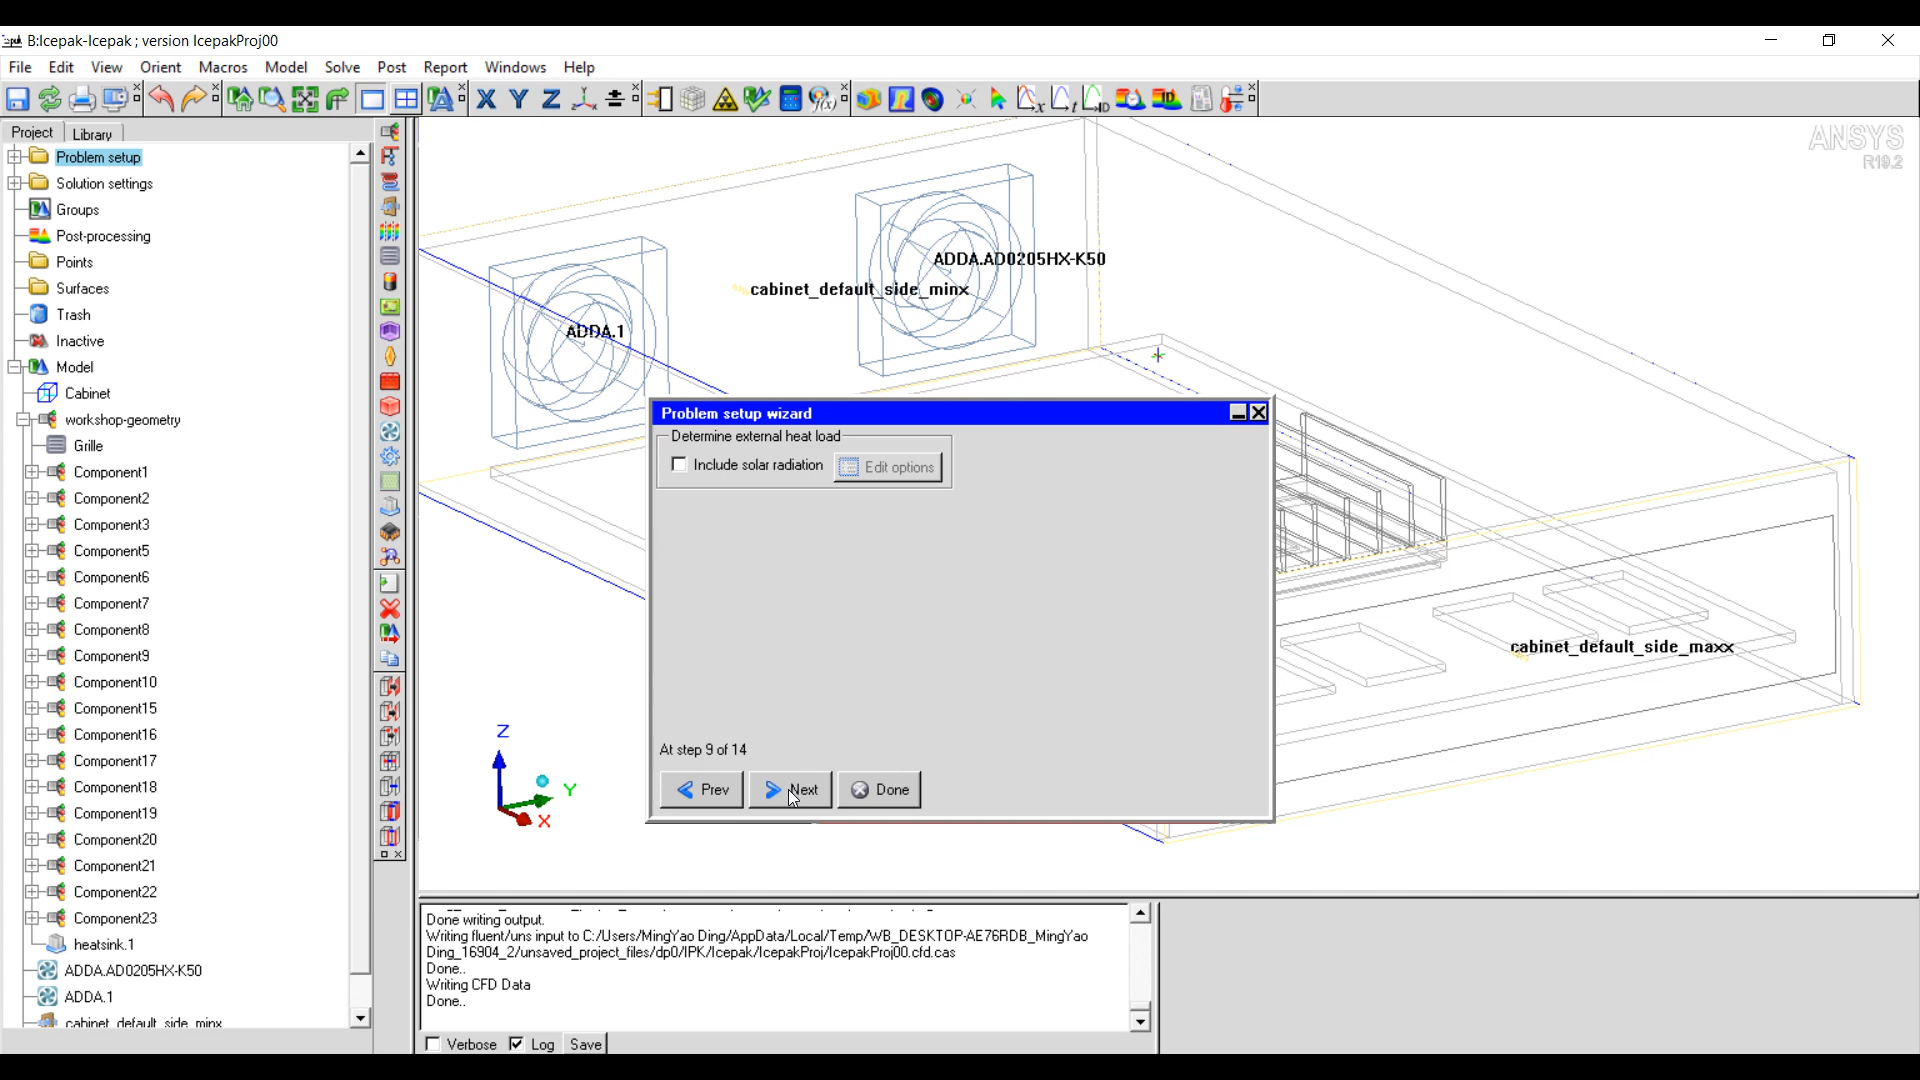 B:Icepak-Icepak ; version IcepakProj00
File Edit View Orient Macros Model Solve Post Report Windows Help
Project Library
Problem setup
Solution settings
Groups
Post-processing
Points
Surfaces
Trash
Inactive
Model
Cabinet
workshop-geometry
Grille
Component1
Component2
Component3
Component5
Component6
Component7
Component8
Component9
Component10
Component15
Component16
Component17
Component18
Component19
Component20
Component21
Component22
Component23
heatsink.1
ADDA.AD0205HX-K50
ADDA.1
cabinet_default_side_minx
ANSYS
R19.2
ADDA.AD0205HX-K50
cabinet_default_side_minx
ADDA.1
cabinet_default_side_maxx
Z
Y
X
Problem setup wizard
Determine external heat load
Include solar radiation Edit options
At step 9 of 14
Prev Next Done
Done writing output.
Writing fluent/uns input to C:/Users/MingYao Ding/AppData/Local/Temp/WB_DESKTOP-AE76RDB_MingYao
Ding_16904_2/unsaved_project_files/dp0/IPK/Icepak/IcepakProj/IcepakProj00.cfd.cas
Done..
Writing CFD Data
Done..
Verbose Log Save